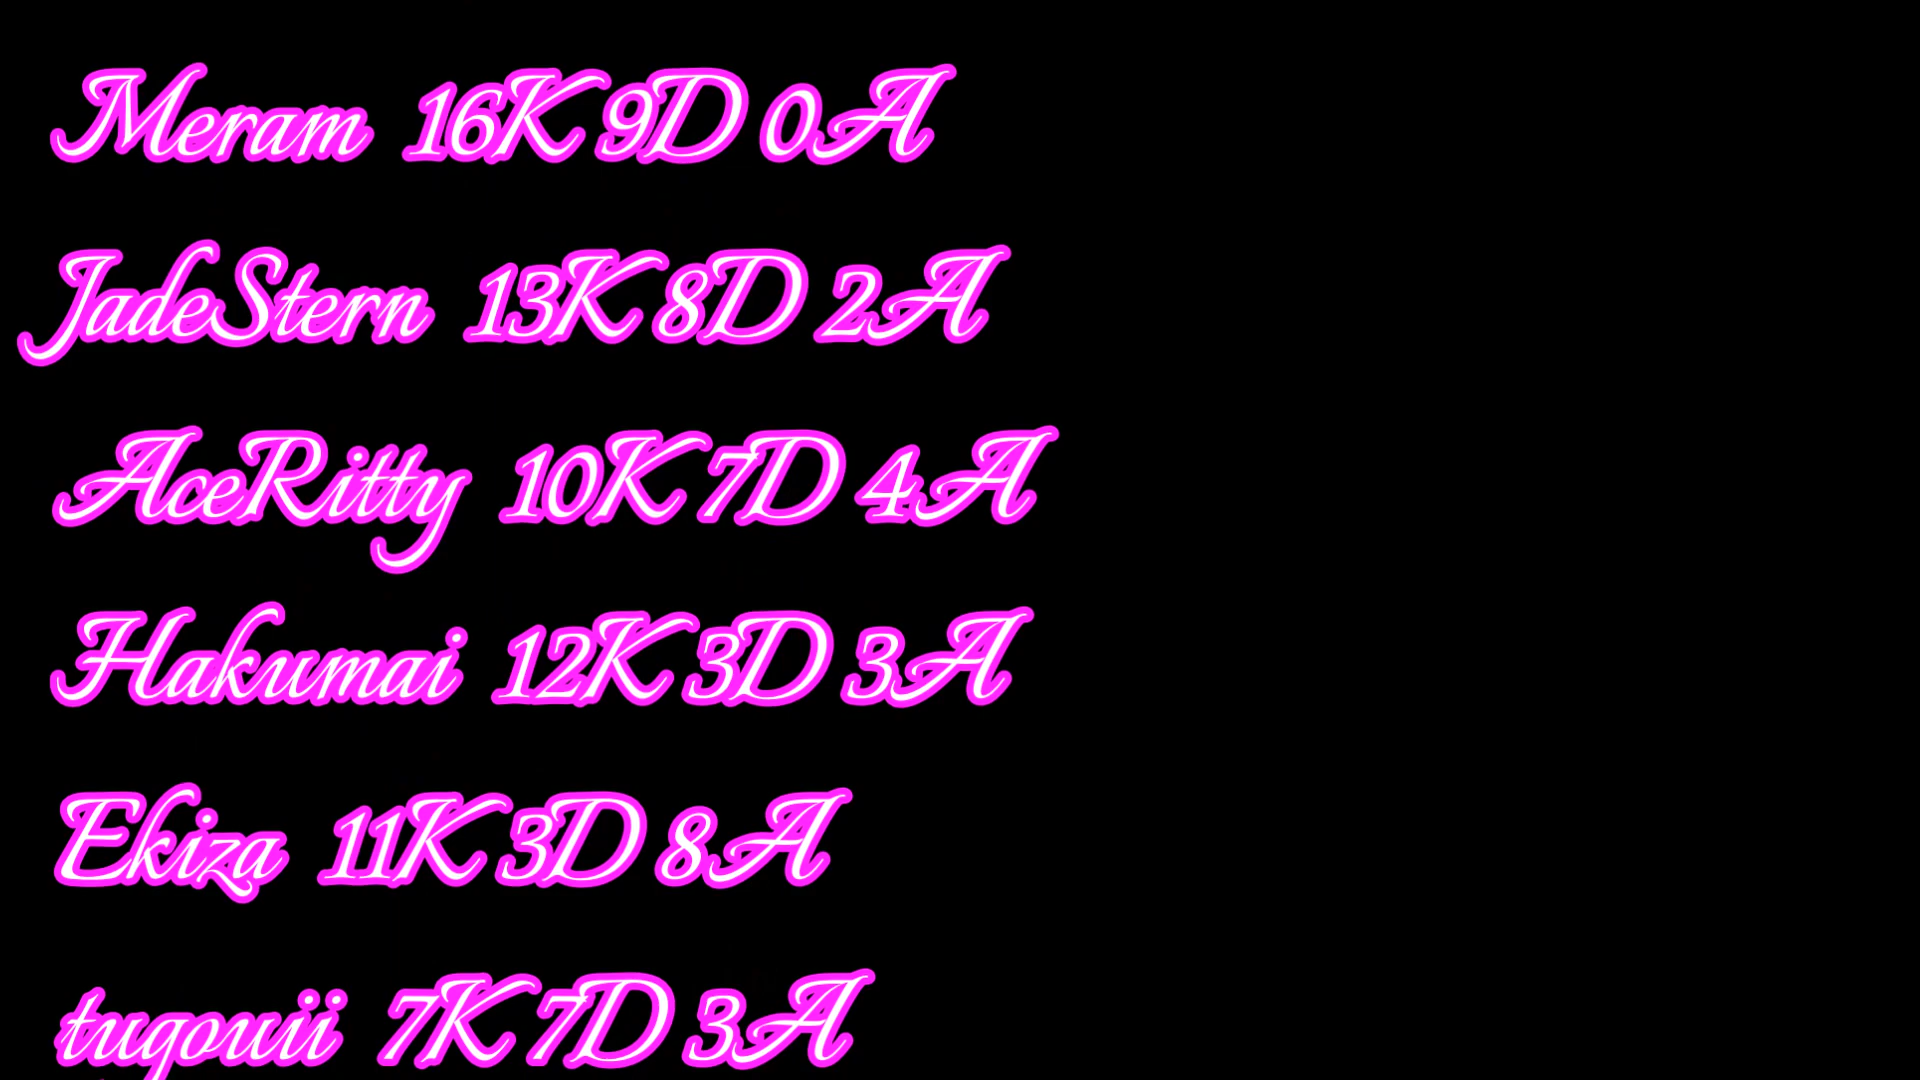 Meram 16K 9D 0A
JadeStern 13K 8D 2A
AceRitty 10K 7D 4A
Hakumai 12K 3D 3A
Ekiza 11K 3D 8A
tuqouii 7K 7D 3A